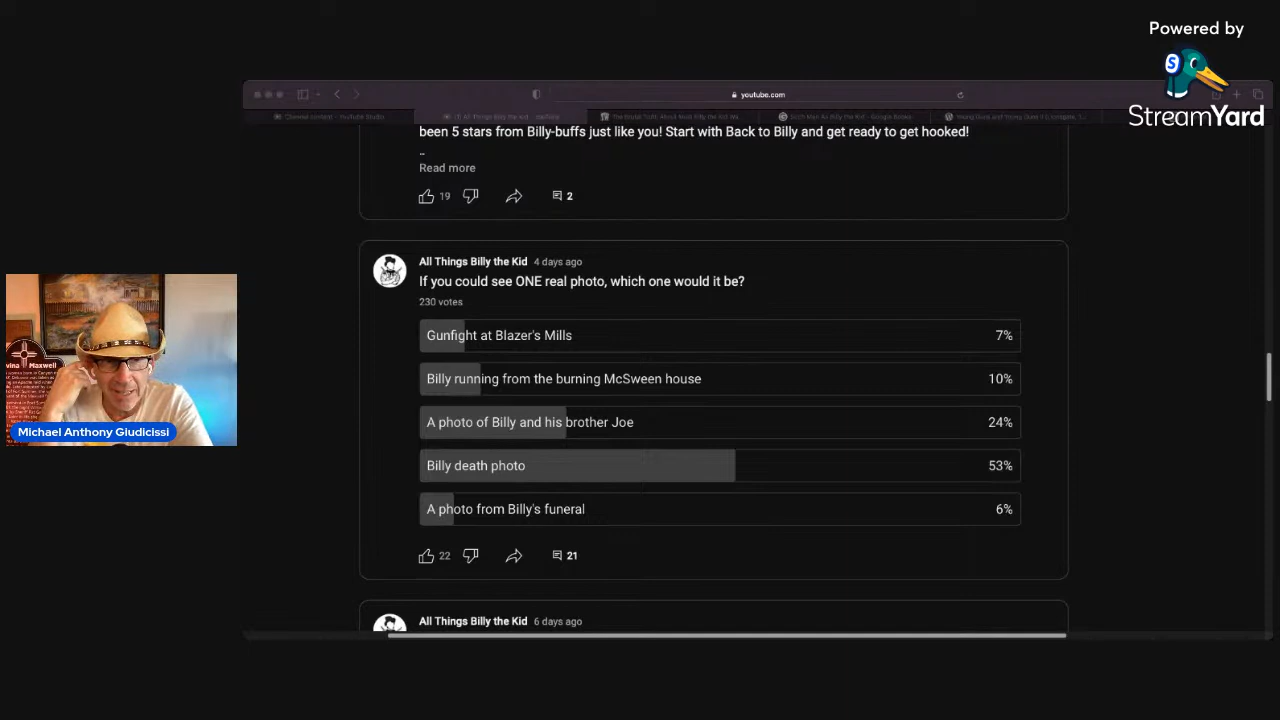 Powered by
StreamYard
youtube.com
been 5 stars from Billy-buffs just like you! Start with Back to Billy and get ready to get hooked!
..
Read more
19
2
All Things Billy the Kid 4 days ago
If you could see ONE real photo, which one would it be?
230 votes
Gunfight at Blazer's Mills 7%
Billy running from the burning McSween house 10%
A photo of Billy and his brother Joe 24%
Billy death photo 53%
A photo from Billy's funeral 6%
22
21
All Things Billy the Kid 6 days ago
Maxwell
Michael Anthony Giudicissi